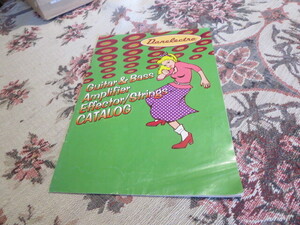 Danelectro
Guitar & Bass
Amplifier
Effector/Strings
CATALOG